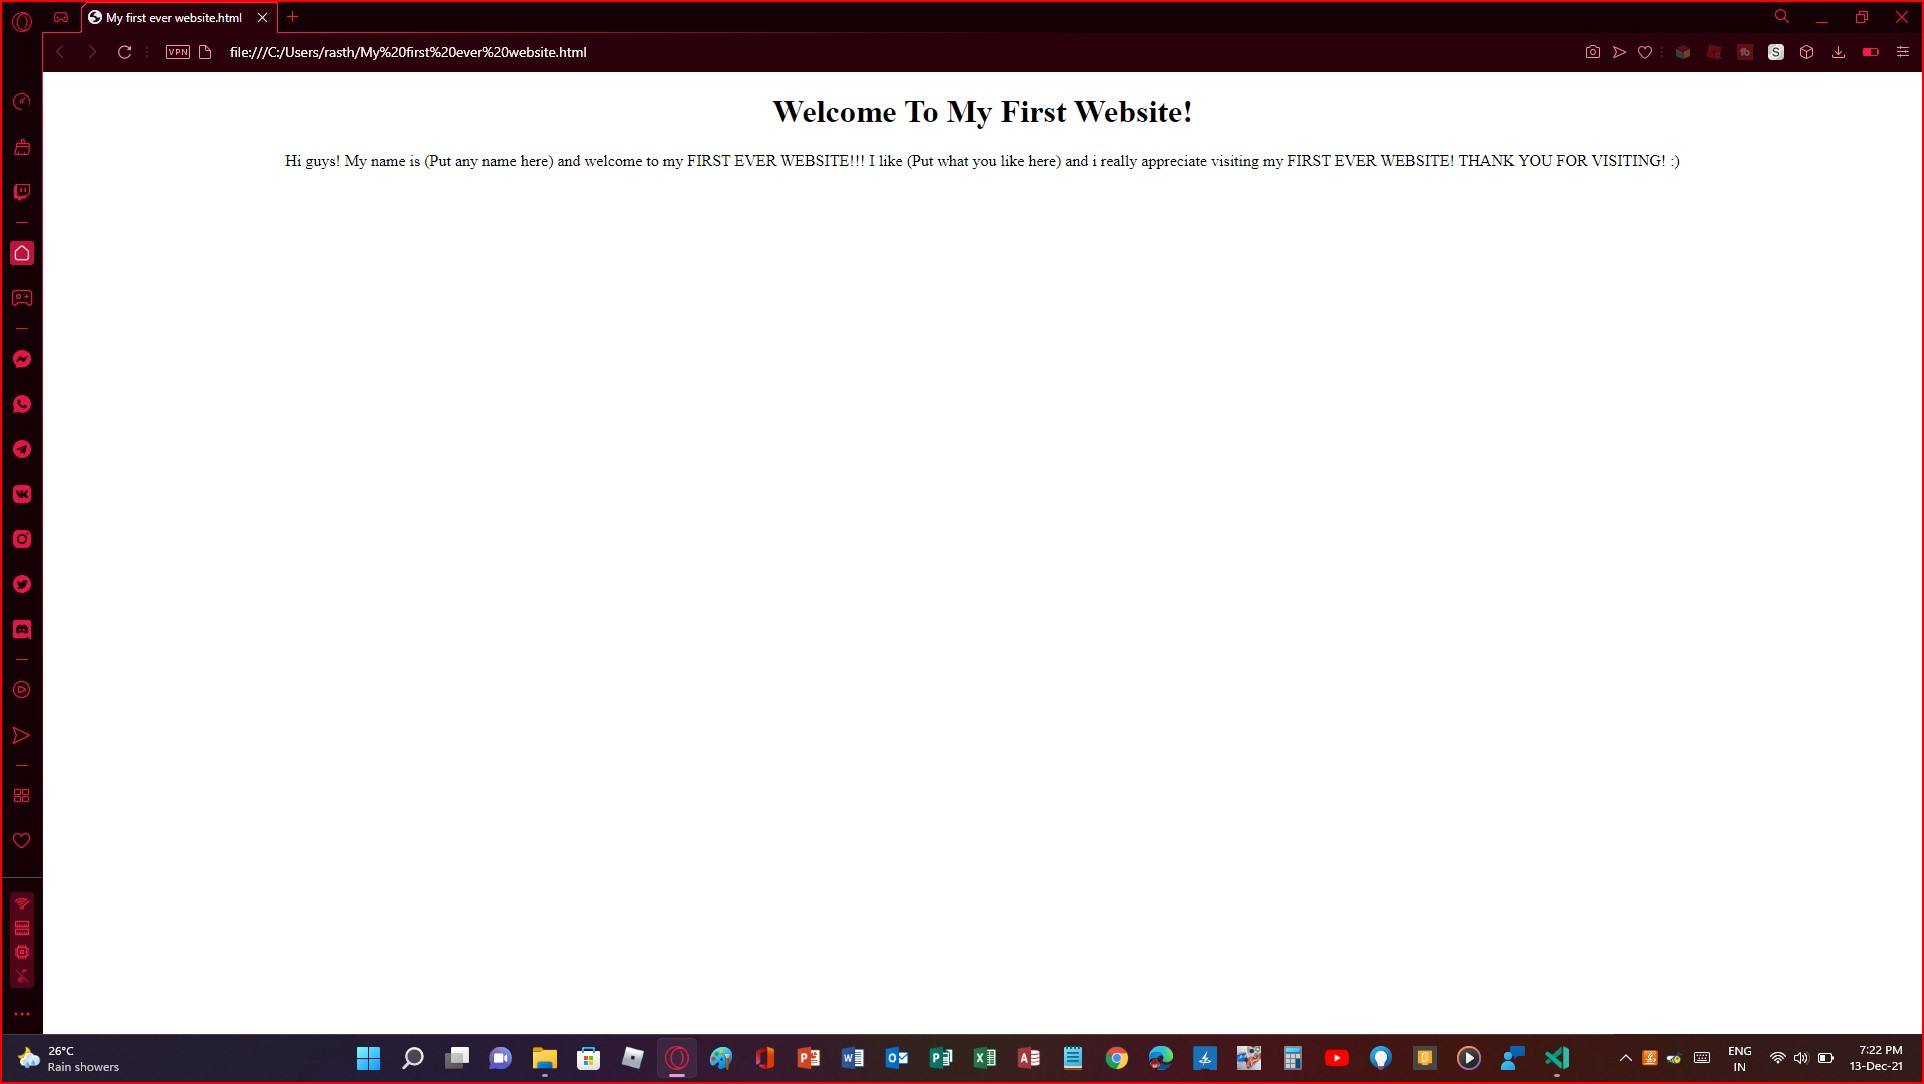 My first ever website.html
VPN
file:///C:/Users/rasth/My%20first%20ever%20website.html
S
Welcome To My First Website!
Hi guys! My name is (Put any name here) and welcome to my FIRST EVER WEBSITE!!! I like (Put what you like here) and i really appreciate visiting my FIRST EVER WEBSITE! THANK YOU FOR VISITING! :)
26°C
Rain showers
ENG
IN
7:22 PM
13-Dec-21